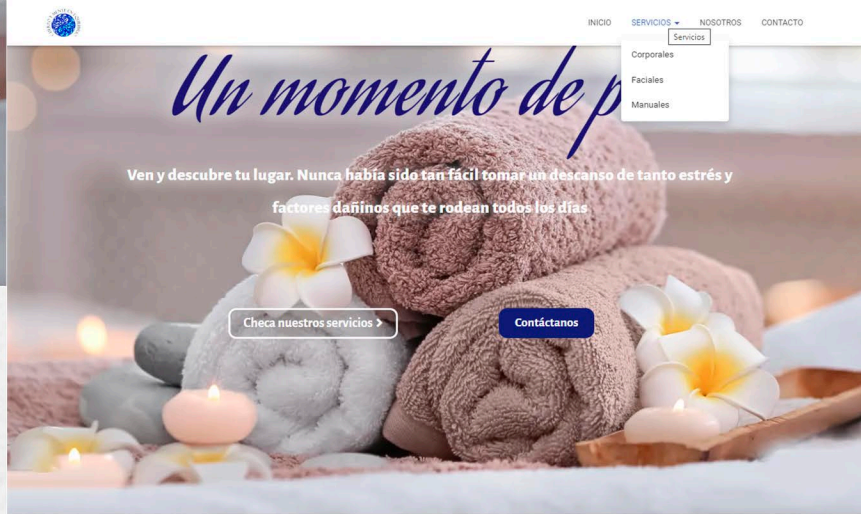 INICIO SERVICIOS NOSOTROS CONTACTO
Servicios
Corporales
Faciales
Manuales
Un momento de p
Ven y descubre tu lugar. Nunca había sido tan fácil tomar un descanso de tanto estrés y
factores dañinos que te rodean todos los días
Checa nuestros servicios
Contáctanos